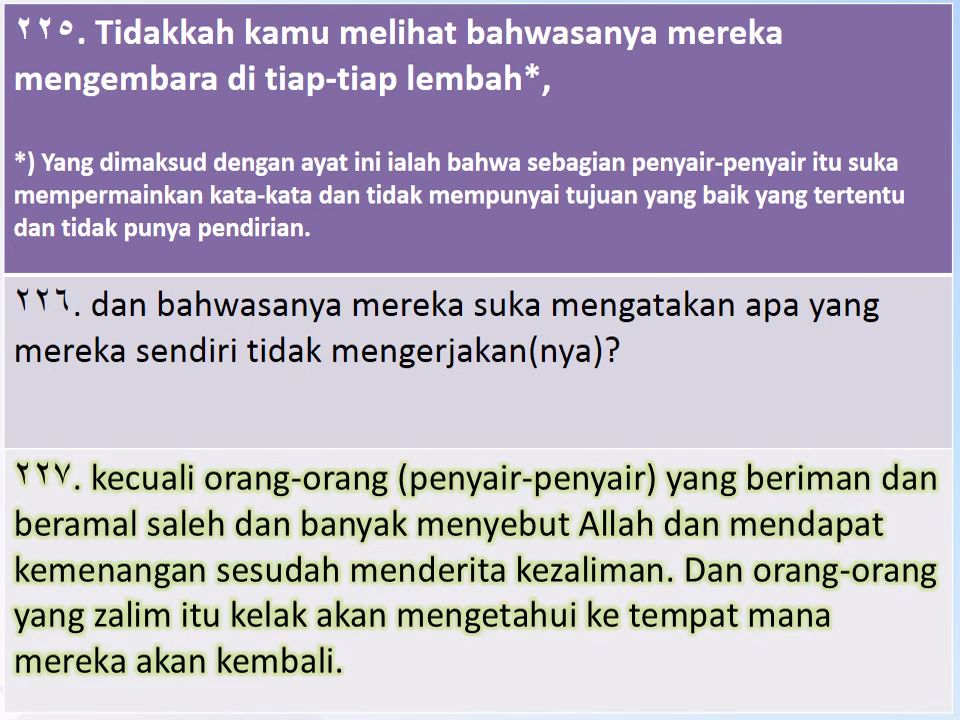 ٢٢٥. Tidakkah kamu melihat bahwasanya mereka
mengembara di tiap-tiap lembah*,
*) Yang dimaksud dengan ayat ini ialah bahwa sebagian penyair-penyair itu suka
mempermainkan kata-kata dan tidak mempunyai tujuan yang baik yang tertentu
dan tidak punya pendirian.
٢٢٦. dan bahwasanya mereka suka mengatakan apa yang
mereka sendiri tidak mengerjakan(nya)?
٢٢٧. kecuali orang-orang (penyair-penyair) yang beriman dan
beramal saleh dan banyak menyebut Allah dan mendapat
kemenangan sesudah menderita kezaliman. Dan orang-orang
yang zalim itu kelak akan mengetahui ke tempat mana
mereka akan kembali.